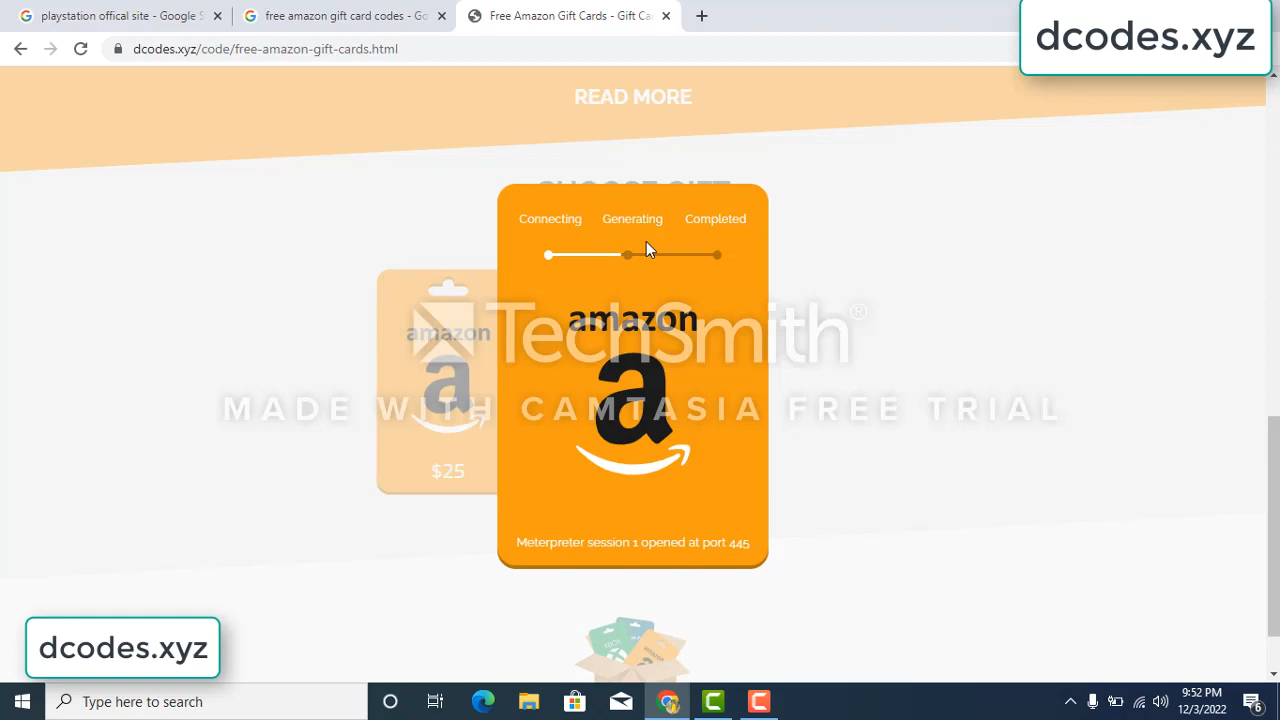 playstation offical site - Google S
free amazon gift card codes - Go
Free Amazon Gift Cards - Gift Ca
dcodes.xyz/code/free-amazon-gift-cards.html
dcodes.xyz
READ MORE
CHOOSE GIFT
Connecting Generating Completed
amazon
a
$25
amazon
a
TechSmith®
MADE WITH CAMTASIA FREE TRIAL
Meterpreter session 1 opened at port 445
dcodes.xyz
Type here to search
9:52 PM
12/3/2022
6